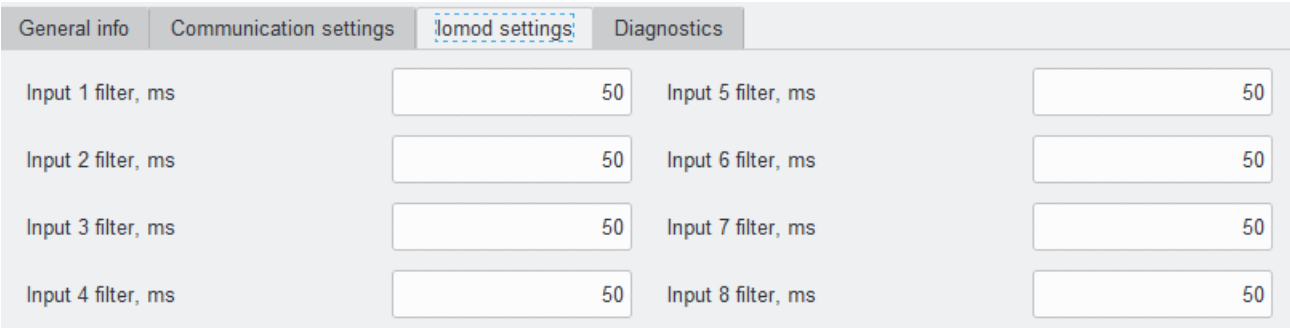 General info Communication settings Iomod settings Diagnostics
Input 1 filter, ms 50 Input 5 filter, ms 50
Input 2 filter, ms 50 Input 6 filter, ms 50
Input 3 filter, ms 50 Input 7 filter, ms 50
Input 4 filter, ms 50 Input 8 filter, ms 50